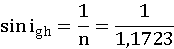 sin i_gh = 1/n = 1/1,1723